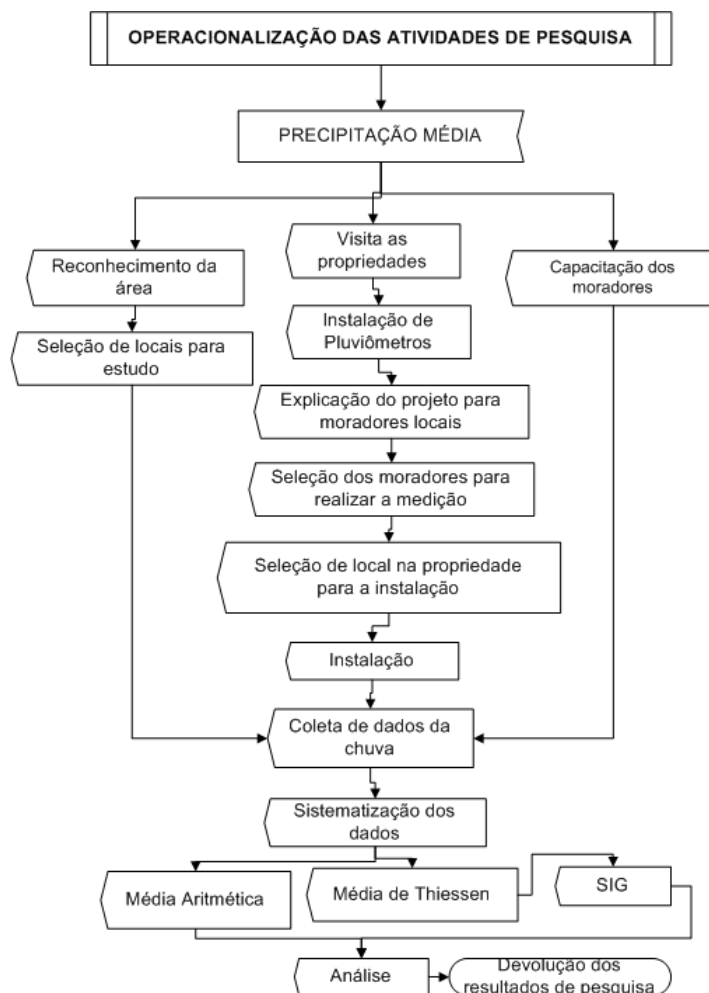 OPERACIONALIZAÇÃO DAS ATIVIDADES DE PESQUISA
PRECIPITAÇÃO MÉDIA
Reconhecimento da
área
Visita as
propriedades
Capacitação dos
moradores
Seleção de locais para
estudo
Instalação de
Pluviômetros
Explicação do projeto para
moradores locais
Seleção dos moradores para
realizar a medição
Seleção de local na propriedade
para a instalação
Instalação
Coleta de dados da
chuva
Sistematização dos
dados
Média Aritmética
Média de Thiessen
SIG
Análise
Devolução dos
resultados de pesquisa